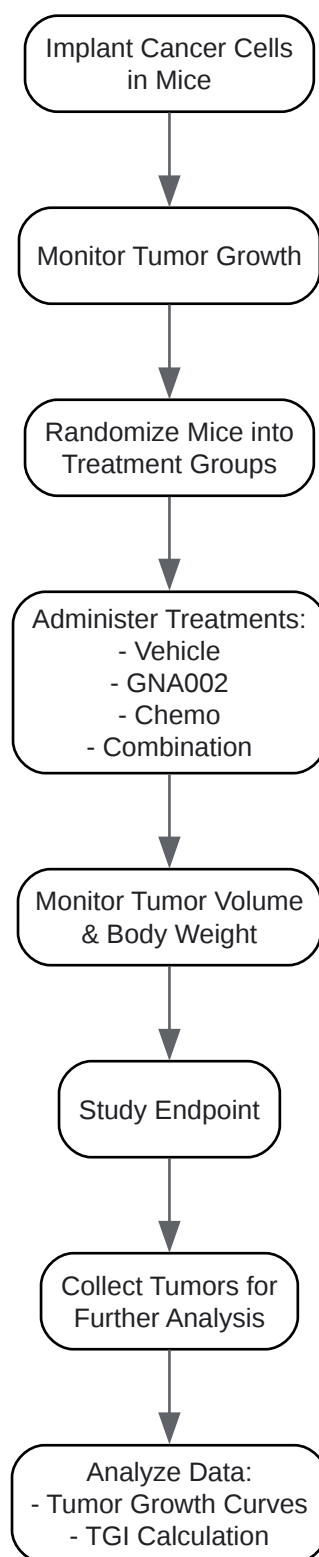 Implant Cancer Cells
in Mice
Monitor Tumor Growth
Randomize Mice into
Treatment Groups
Administer Treatments:
- Vehicle
- GNA002
- Chemo
- Combination
Monitor Tumor Volume
& Body Weight
Study Endpoint
Collect Tumors for
Further Analysis
Analyze Data:
- Tumor Growth Curves
- TGI Calculation